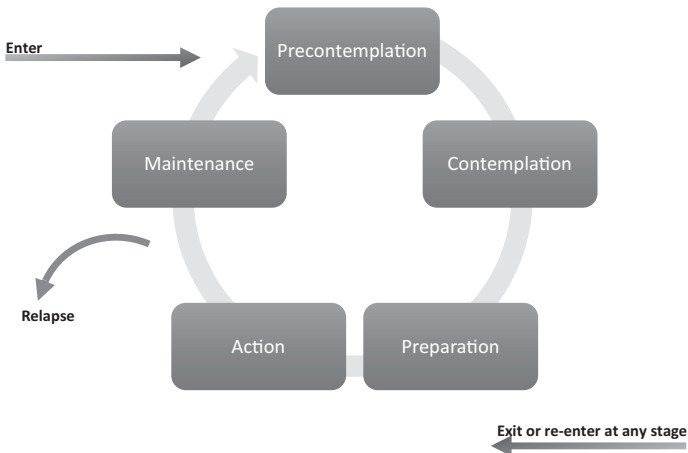 Enter
Precontemplation
Maintenance
Contemplation
Relapse
Action
Preparation
Exit or re-enter at any stage